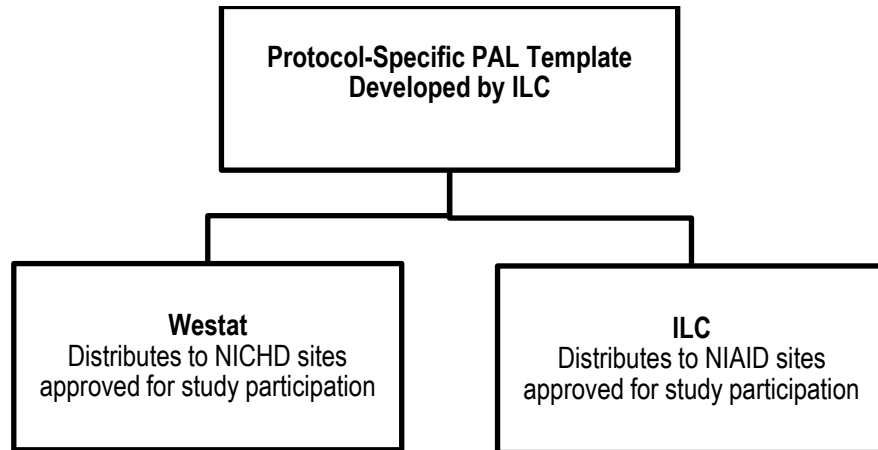 Protocol-Specific PAL Template
Developed by ILC
Westat
Distributes to NICHD sites
approved for study participation
ILC
Distributes to NIAID sites
approved for study participation